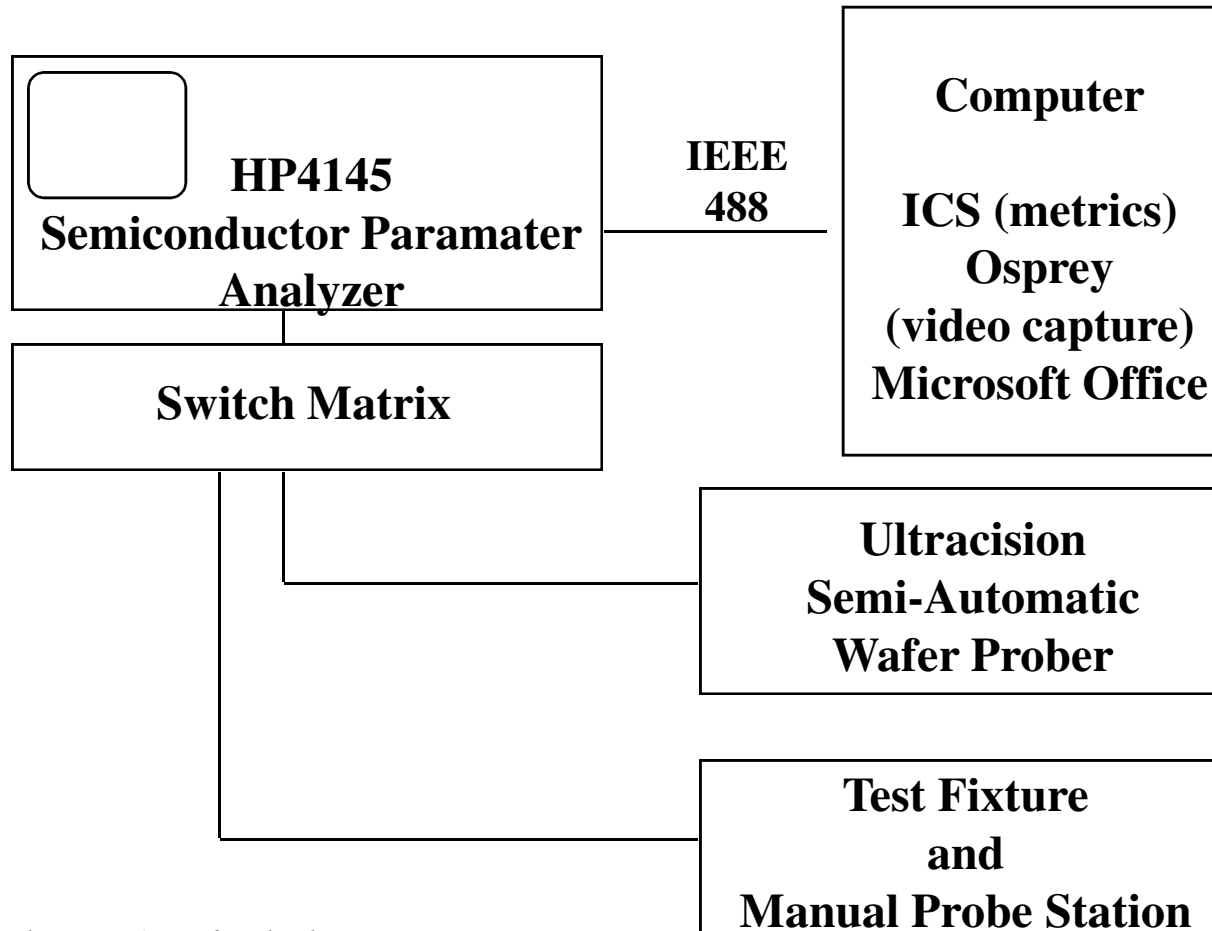 HP4145
Semiconductor Paramater
Analyzer
IEEE
488
Computer
ICS (metrics)
Osprey
(video capture)
Microsoft Office
Switch Matrix
Ultracision
Semi-Automatic
Wafer Prober
Test Fixture
and
Manual Probe Station